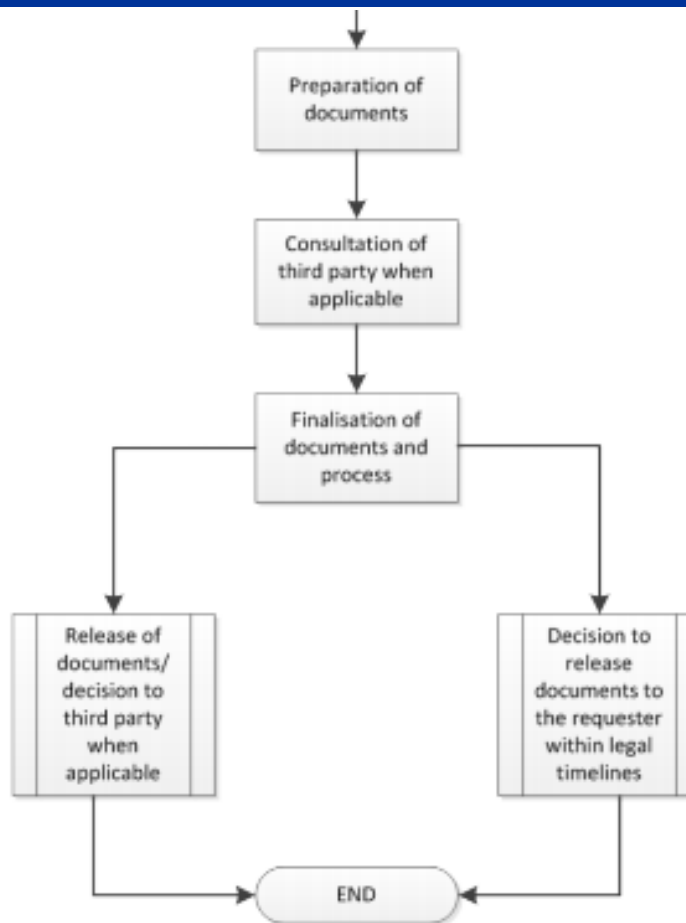 Preparation of
documents
Consultation of
third party when
applicable
Finalisation of
documents and
process
Release of
documents/
decision to
third party
when
applicable
Decision to
release
documents to
the requester
within legal
timelines
END